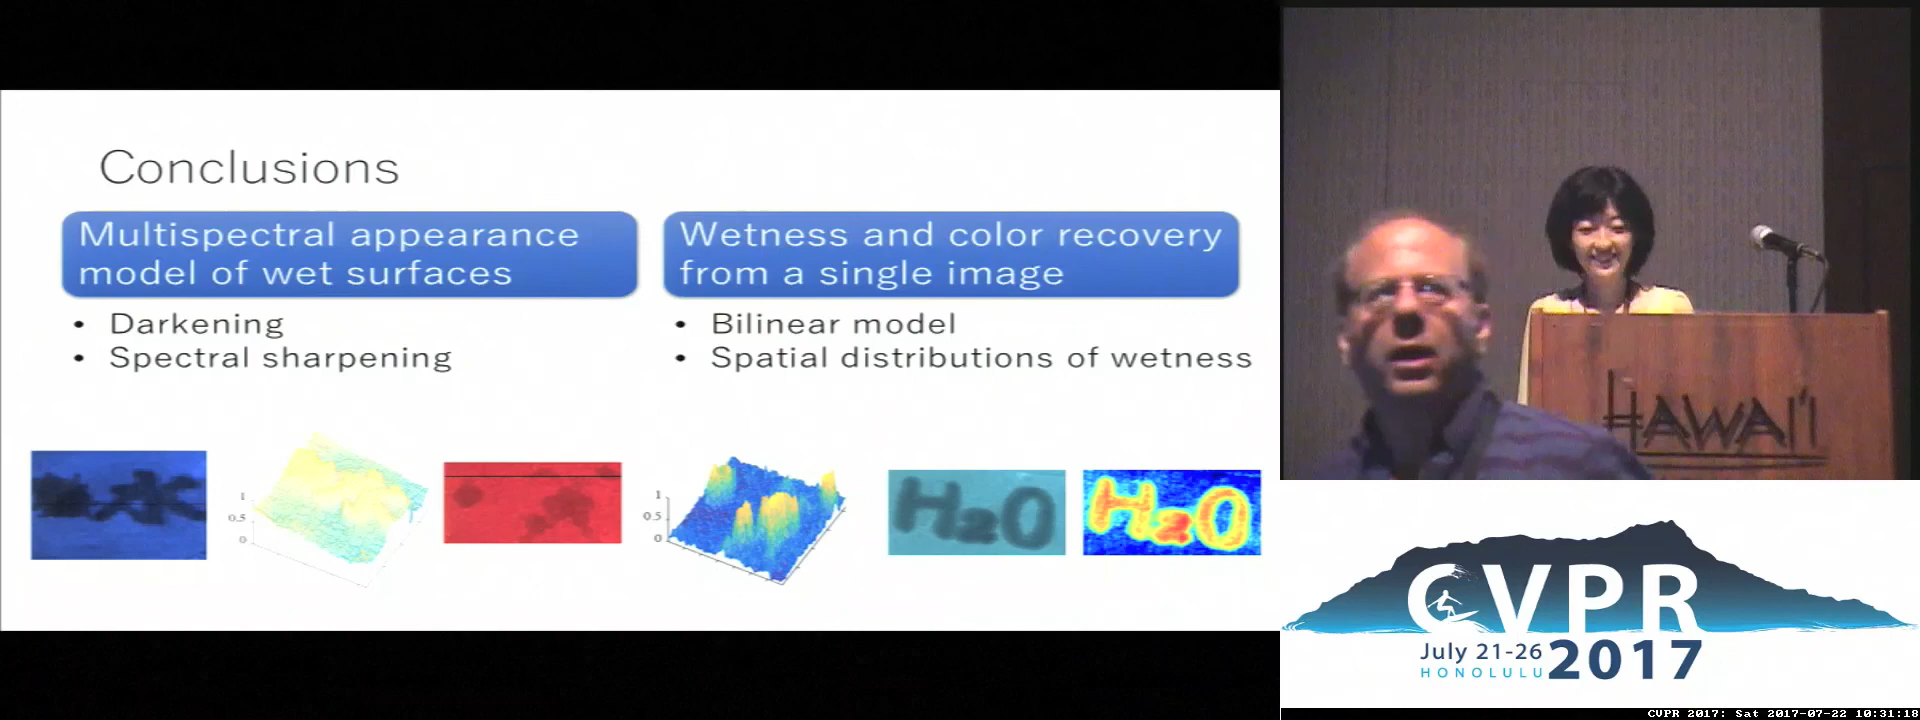 Conclusions
Multispectral appearance
model of wet surfaces
• Darkening
• Spectral sharpening
Wetness and color recovery
from a single image
• Bilinear model
• Spatial distributions of wetness
1
0.5
0
1
0.5
0
H2O
H2O
HAWAI'I
CVPR
July 21-26
HONOLULU
2017
CVPR 2017: Sat 2017-07-22 10:31:18